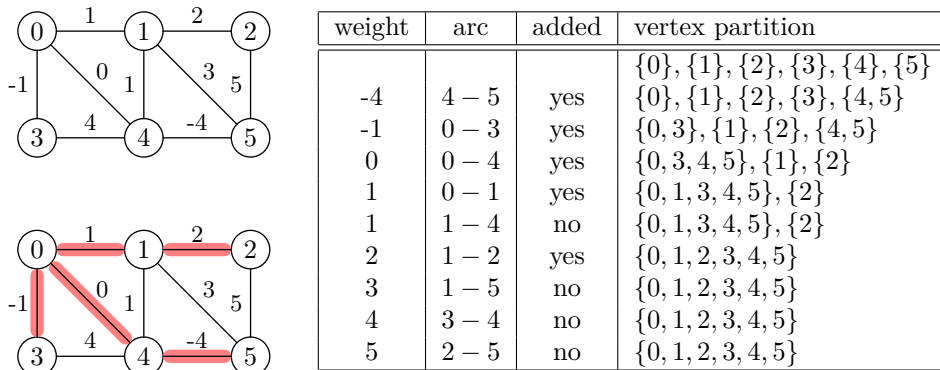 1 2
0 1 2
-1 0 1 3 5
3 4 4 -4 5
1 2
0 1 2
-1 0 1 3 5
3 4 4 -4 5
weight arc added vertex partition
{0}, {1}, {2}, {3}, {4}, {5}
-4 4 − 5 yes {0}, {1}, {2}, {3}, {4, 5}
-1 0 − 3 yes {0, 3}, {1}, {2}, {4, 5}
0 0 − 4 yes {0, 3, 4, 5}, {1}, {2}
1 0 − 1 yes {0, 1, 3, 4, 5}, {2}
1 1 − 4 no {0, 1, 3, 4, 5}, {2}
2 1 − 2 yes {0, 1, 2, 3, 4, 5}
3 1 − 5 no {0, 1, 2, 3, 4, 5}
4 3 − 4 no {0, 1, 2, 3, 4, 5}
5 2 − 5 no {0, 1, 2, 3, 4, 5}